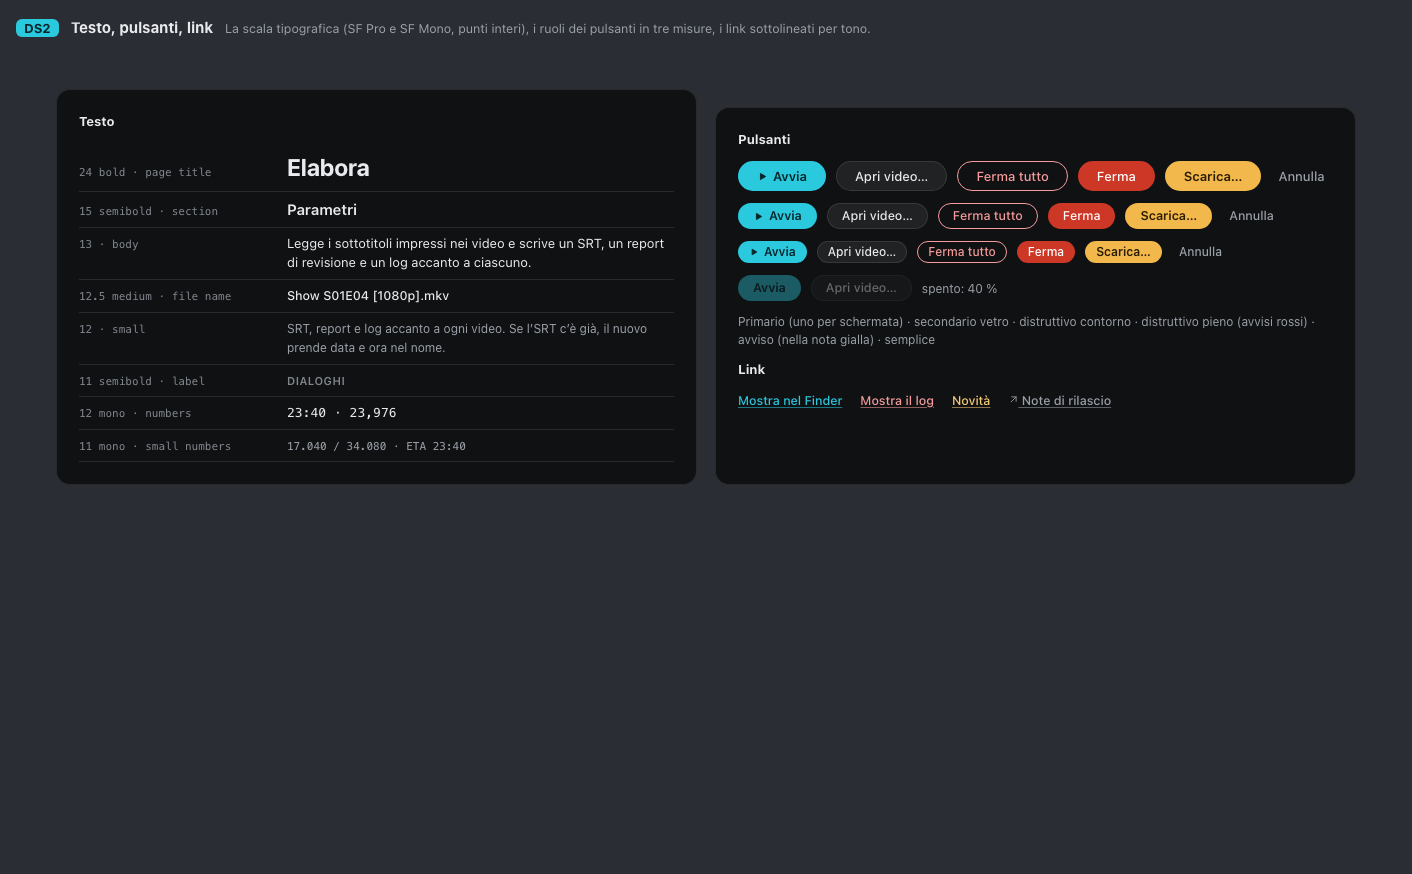 DS2 Testo, pulsanti, link La scala tipografica (SF Pro e SF Mono, punti interi), i ruoli dei pulsanti in tre misure, i link sottolineati per tono.
Testo
24 bold · page title Elabora
15 semibold · section Parametri
13 · body Legge i sottotitoli impressi nei video e scrive un SRT, un report
di revisione e un log accanto a ciascuno.
12.5 medium · file name Show S01E04 [1080p].mkv
12 · small SRT, report e log accanto a ogni video. Se l’SRT c’è già, il nuovo
prende data e ora nel nome.
11 semibold · label DIALOGHI
12 mono · numbers 23:40 · 23,976
11 mono · small numbers 17.040 / 34.080 · ETA 23:40
Pulsanti
Avvia Apri video… Ferma tutto Ferma Scarica… Annulla
Avvia Apri video… Ferma tutto Ferma Scarica… Annulla
Avvia Apri video… Ferma tutto Ferma Scarica… Annulla
Avvia Apri video… spento: 40 %
Primario (uno per schermata) · secondario vetro · distruttivo contorno · distruttivo pieno (avvisi rossi) ·
avviso (nella nota gialla) · semplice
Link
Mostra nel Finder Mostra il log Novità ↗ Note di rilascio